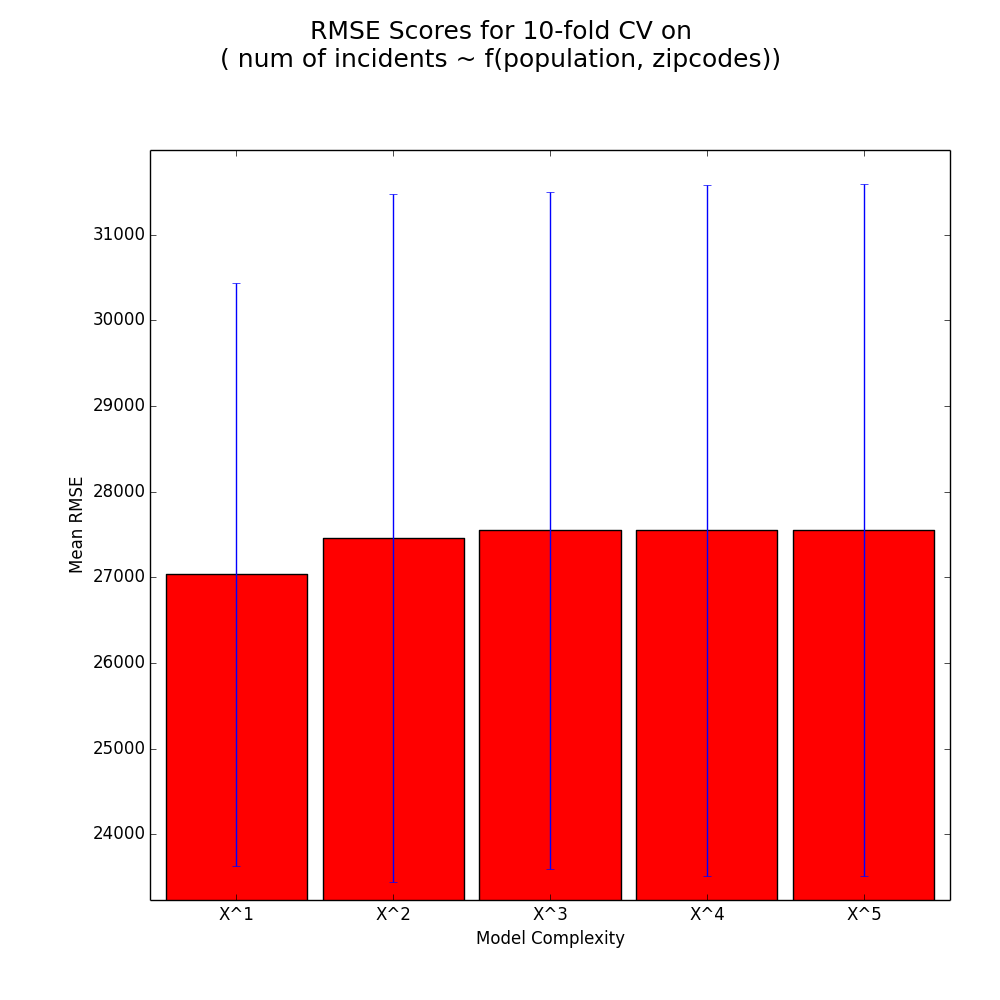 RMSE Scores for 10-fold CV on
( num of incidents ~ f(population, zipcodes))
31000
30000
29000
28000
27000
26000
25000
24000
Mean RMSE
X^1 X^2 X^3 X^4 X^5
Model Complexity